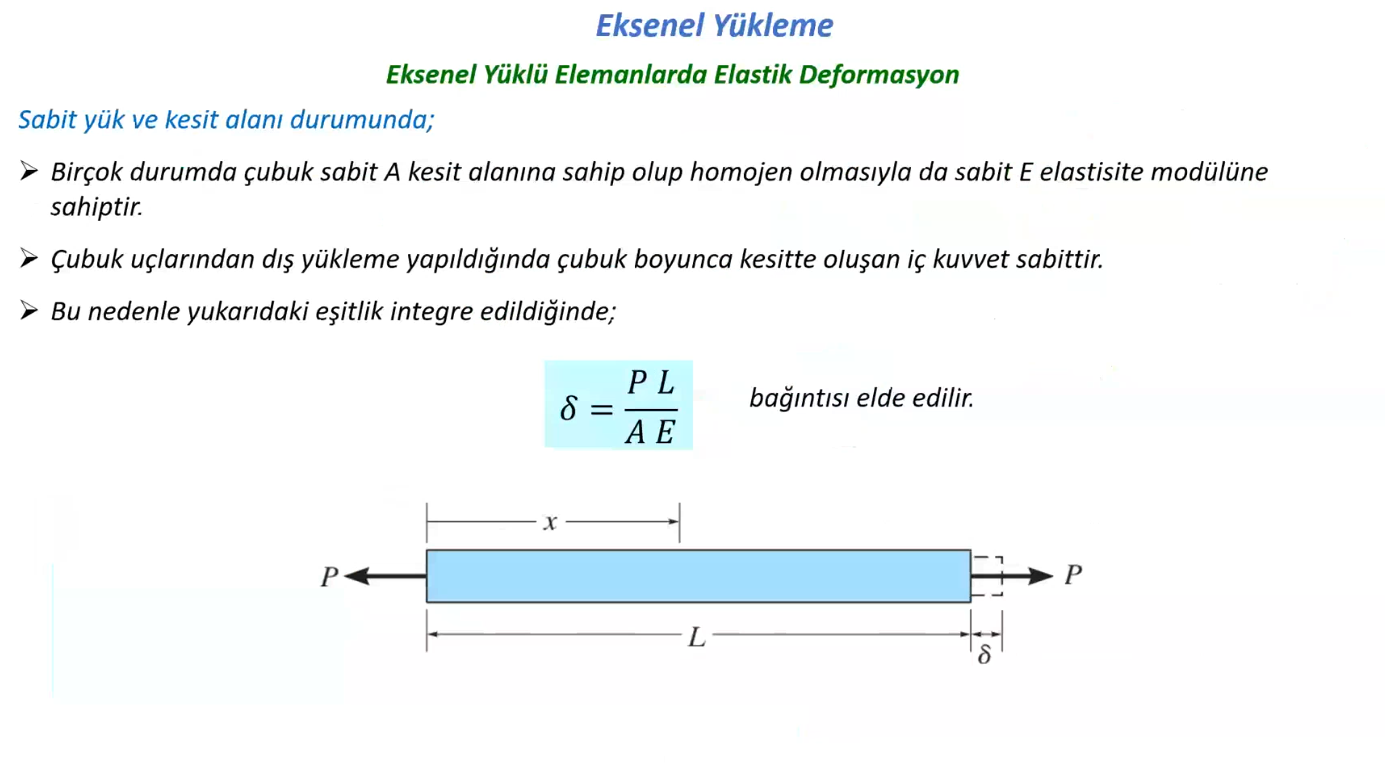 Eksenel Yükleme
Eksenel Yüklü Elemanlarda Elastik Deformasyon
Sabit yük ve kesit alanı durumunda;
➢ Birçok durumda çubuk sabit A kesit alanına sahip olup homojen olmasıyla da sabit E elastisite modülüne
sahiptir.
➢ Çubuk uçlarından dış yükleme yapıldığında çubuk boyunca kesitte oluşan iç kuvvet sabittir.
➢ Bu nedenle yukarıdaki eşitlik integre edildiğinde;
δ = P L / A E bağıntısı elde edilir.
x
P P
L
δ